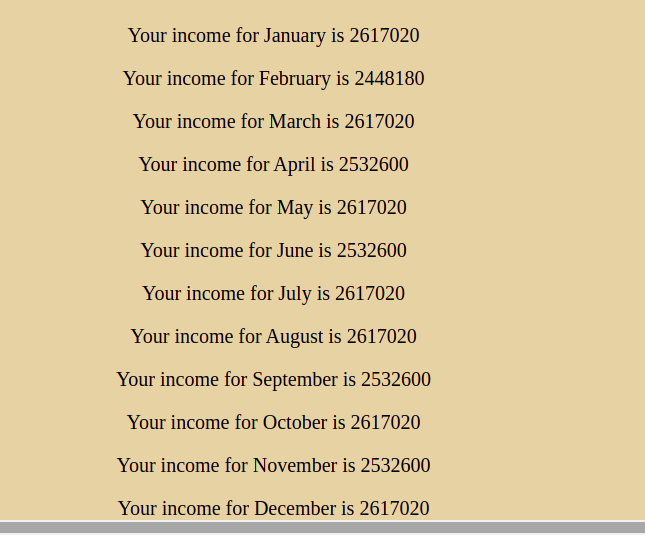 Your income for January is 2617020
Your income for February is 2448180
Your income for March is 2617020
Your income for April is 2532600
Your income for May is 2617020
Your income for June is 2532600
Your income for July is 2617020
Your income for August is 2617020
Your income for September is 2532600
Your income for October is 2617020
Your income for November is 2532600
Your income for December is 2617020